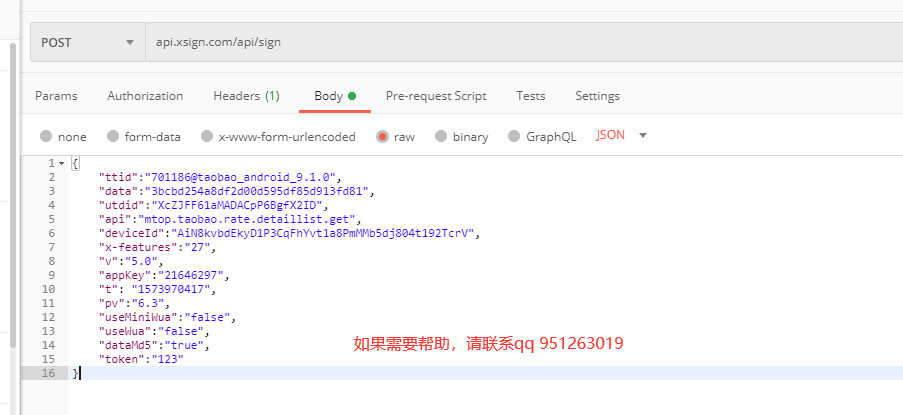 POST api.xsign.com/api/sign
Params Authorization Headers (1) Body Pre-request Script Tests Settings
none form-data x-www-form-urlencoded raw binary GraphQL JSON
1 {
2 "ttid":"701186@taobao_android_9.1.0",
3 "data":"3bcbd254a8df2d00d595df85d913fd81",
4 "utdid":"XcZJFF61aMADACpP6BgfX2ID",
5 "api":"mtop.taobao.rate.detaillist.get",
6 "deviceId":"AiN8kvbdEkyD1P3CqFhYvt1a8PmMMb5dj804t192TcrV",
7 "x-features":"27",
8 "v":"5.0",
9 "appKey":"21646297",
10 "t": "1573970417",
11 "pv":"6.3",
12 "useMiniWua":"false",
13 "useWua":"false",
14 "dataMd5":"true",
15 "token":"123"
16 }
如果需要帮助，请联系qq 951263019